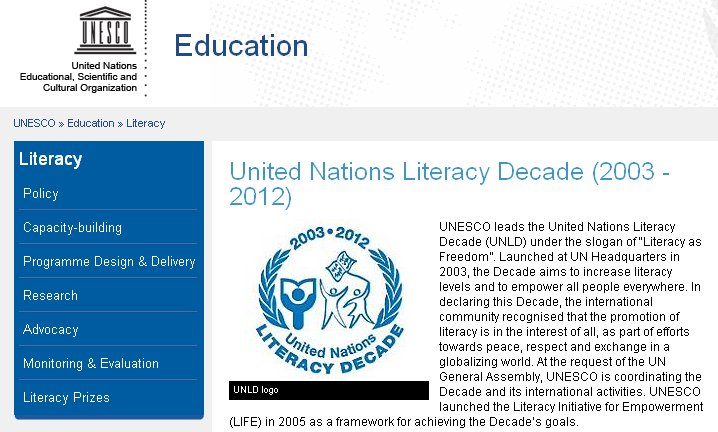 UNESCO
United Nations
Educational, Scientific and
Cultural Organization
Education
UNESCO » Education » Literacy
Literacy
Policy
Capacity-building
Programme Design & Delivery
Research
Advocacy
Monitoring & Evaluation
Literacy Prizes
United Nations Literacy Decade (2003 -
2012)
2003 • 2012
United Nations
LITERACY DECADE
UNLD logo
UNESCO leads the United Nations Literacy
Decade (UNLD) under the slogan of "Literacy as
Freedom". Launched at UN Headquarters in
2003, the Decade aims to increase literacy
levels and to empower all people everywhere. In
declaring this Decade, the international
community recognised that the promotion of
literacy is in the interest of all, as part of efforts
towards peace, respect and exchange in a
globalizing world. At the request of the UN
General Assembly, UNESCO is coordinating the
Decade and its international activities. UNESCO
launched the Literacy Initiative for Empowerment
(LIFE) in 2005 as a framework for achieving the Decade's goals.